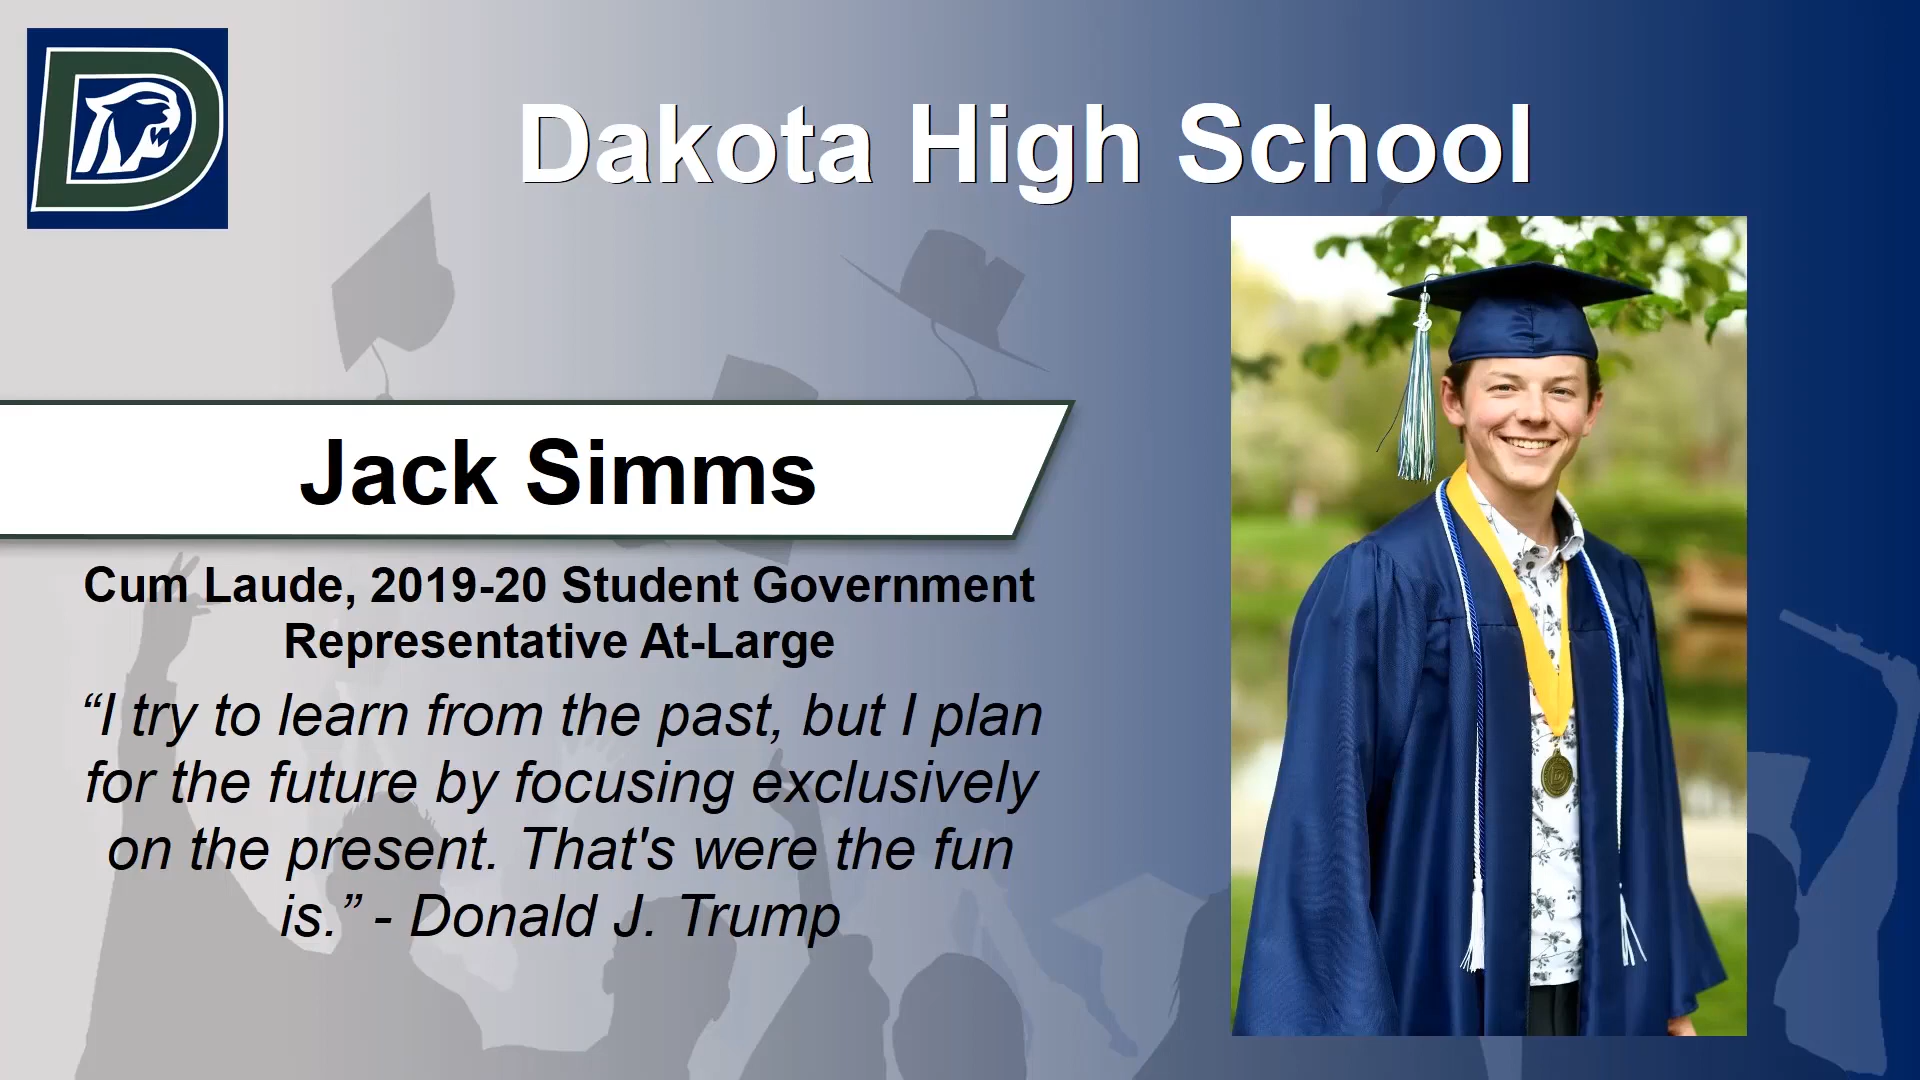 D
Dakota High School
Jack Simms
Cum Laude, 2019-20 Student Government
Representative At-Large
“I try to learn from the past, but I plan
for the future by focusing exclusively
on the present. That's were the fun
is.” - Donald J. Trump